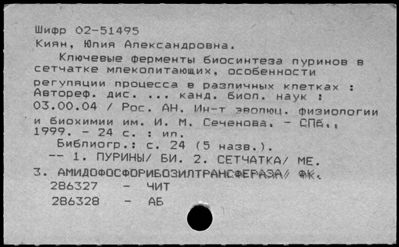 Шифр 02-51495
Киян, Юлия Александровна.
Ключевые ферменты биосинтеза пуринов в
сетчатке млекопитающих, особенности
регуляции процесса в различных клетках :
Автореф. дис. ... канд. биол. наук :
03.00.04 / Рос. АН. Ин-т эволюц. физиологии
и биохимии им. И. М. Сеченова. - СПб.,
1999. - 24 с. : ил.
Библиогр.: с. 24 (5 назв.).
-- 1. ПУРИНЫ/ БИ. 2. СЕТЧАТКА/ МЕ.
3. АМИДОФОСФОРИБОЗИЛТРАНСФЕРАЗА/ ФК.
286327 - ЧИТ
286328 - АБ